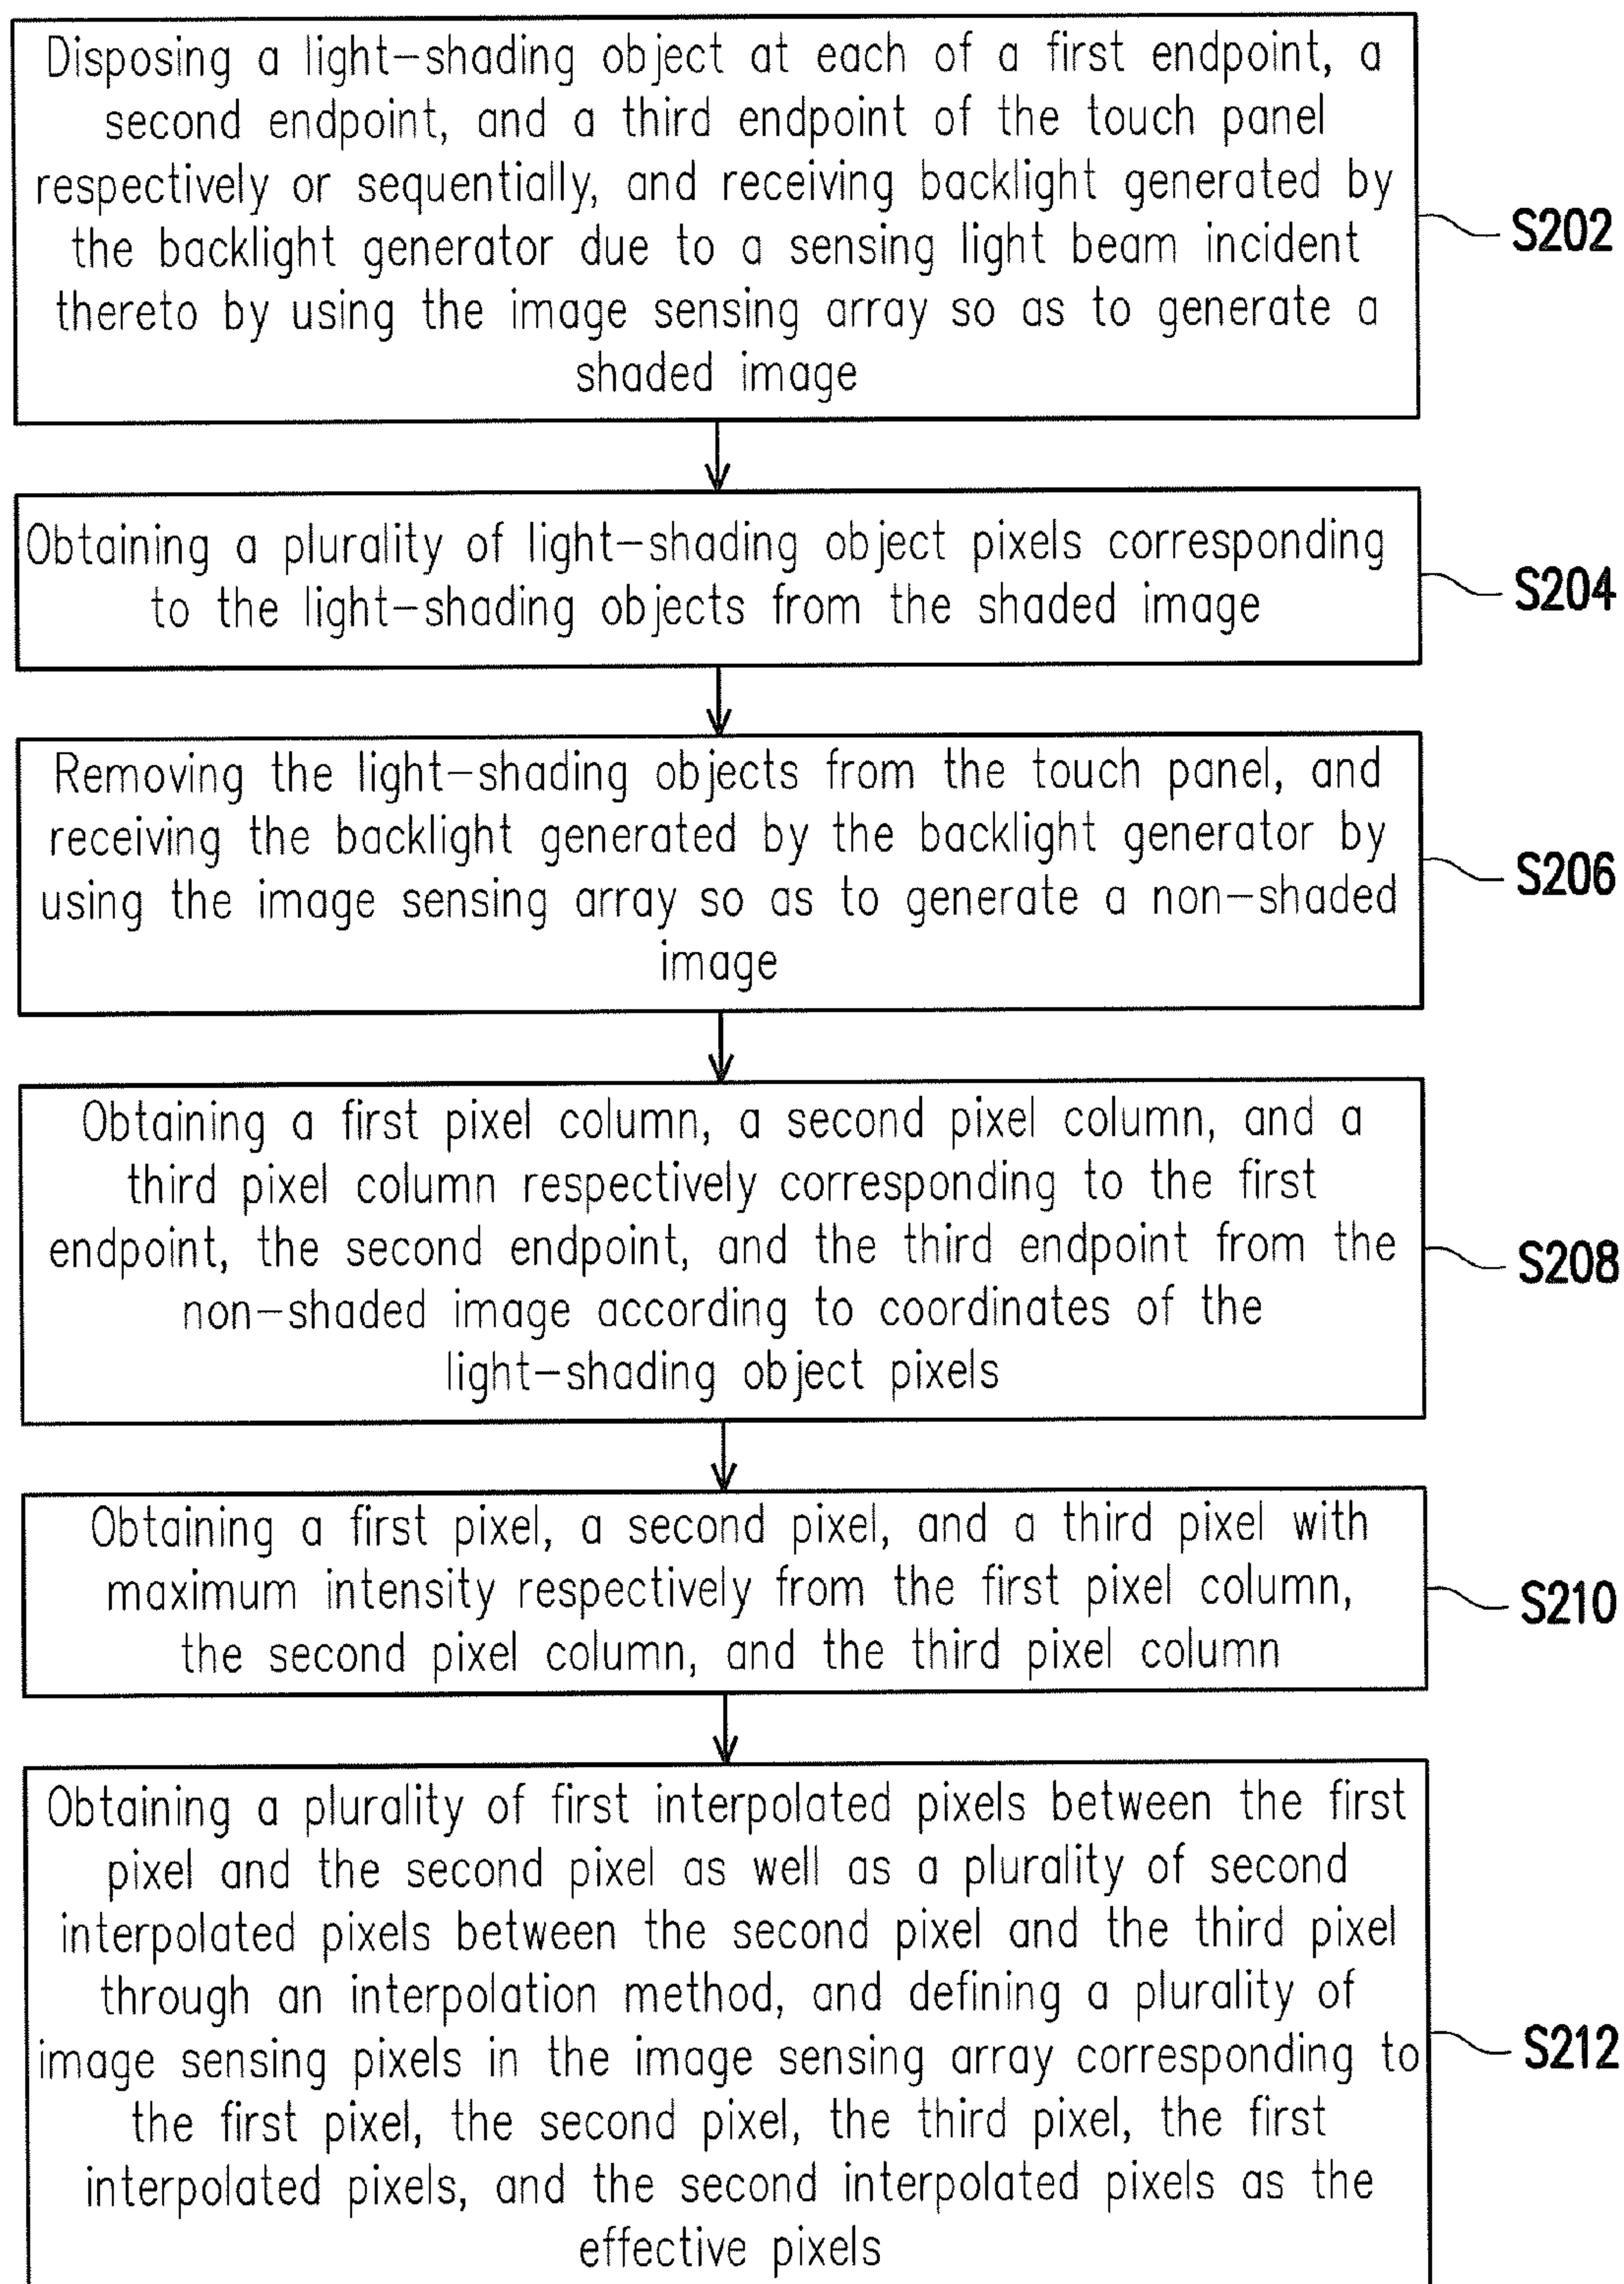 Disposing a light-shading object at each of a first endpoint, a
second endpoint, and a third endpoint of the touch panel
respectively or sequentially, and receiving backlight generated by
the backlight generator due to a sensing light beam incident
thereto by using the image sensing array so as to generate a
shaded image
S202
Obtaining a plurality of light-shading object pixels corresponding
to the light-shading objects from the shaded image
S204
Removing the light-shading objects from the touch panel, and
receiving the backlight generated by the backlight generator by
using the image sensing array so as to generate a non-shaded
image
S206
Obtaining a first pixel column, a second pixel column, and a
third pixel column respectively corresponding to the first
endpoint, the second endpoint, and the third endpoint from the
non-shaded image according to coordinates of the
light-shading object pixels
S208
Obtaining a first pixel, a second pixel, and a third pixel with
maximum intensity respectively from the first pixel column,
the second pixel column, and the third pixel column
S210
Obtaining a plurality of first interpolated pixels between the first
pixel and the second pixel as well as a plurality of second
interpolated pixels between the second pixel and the third pixel
through an interpolation method, and defining a plurality of
image sensing pixels in the image sensing array corresponding to
the first pixel, the second pixel, the third pixel, the first
interpolated pixels, and the second interpolated pixels as the
effective pixels
S212